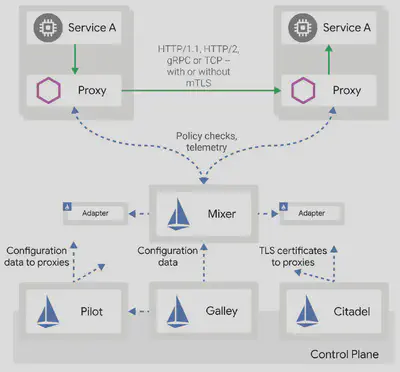 Service A
Service A
Proxy
HTTP/1.1, HTTP/2,
gRPC or TCP –
with or without
mTLS
Proxy
Policy checks,
telemetry
Adapter
Mixer
Adapter
Configuration
data to proxies
Configuration
data
TLS certificates
to proxies
Pilot
Galley
Citadel
Control Plane